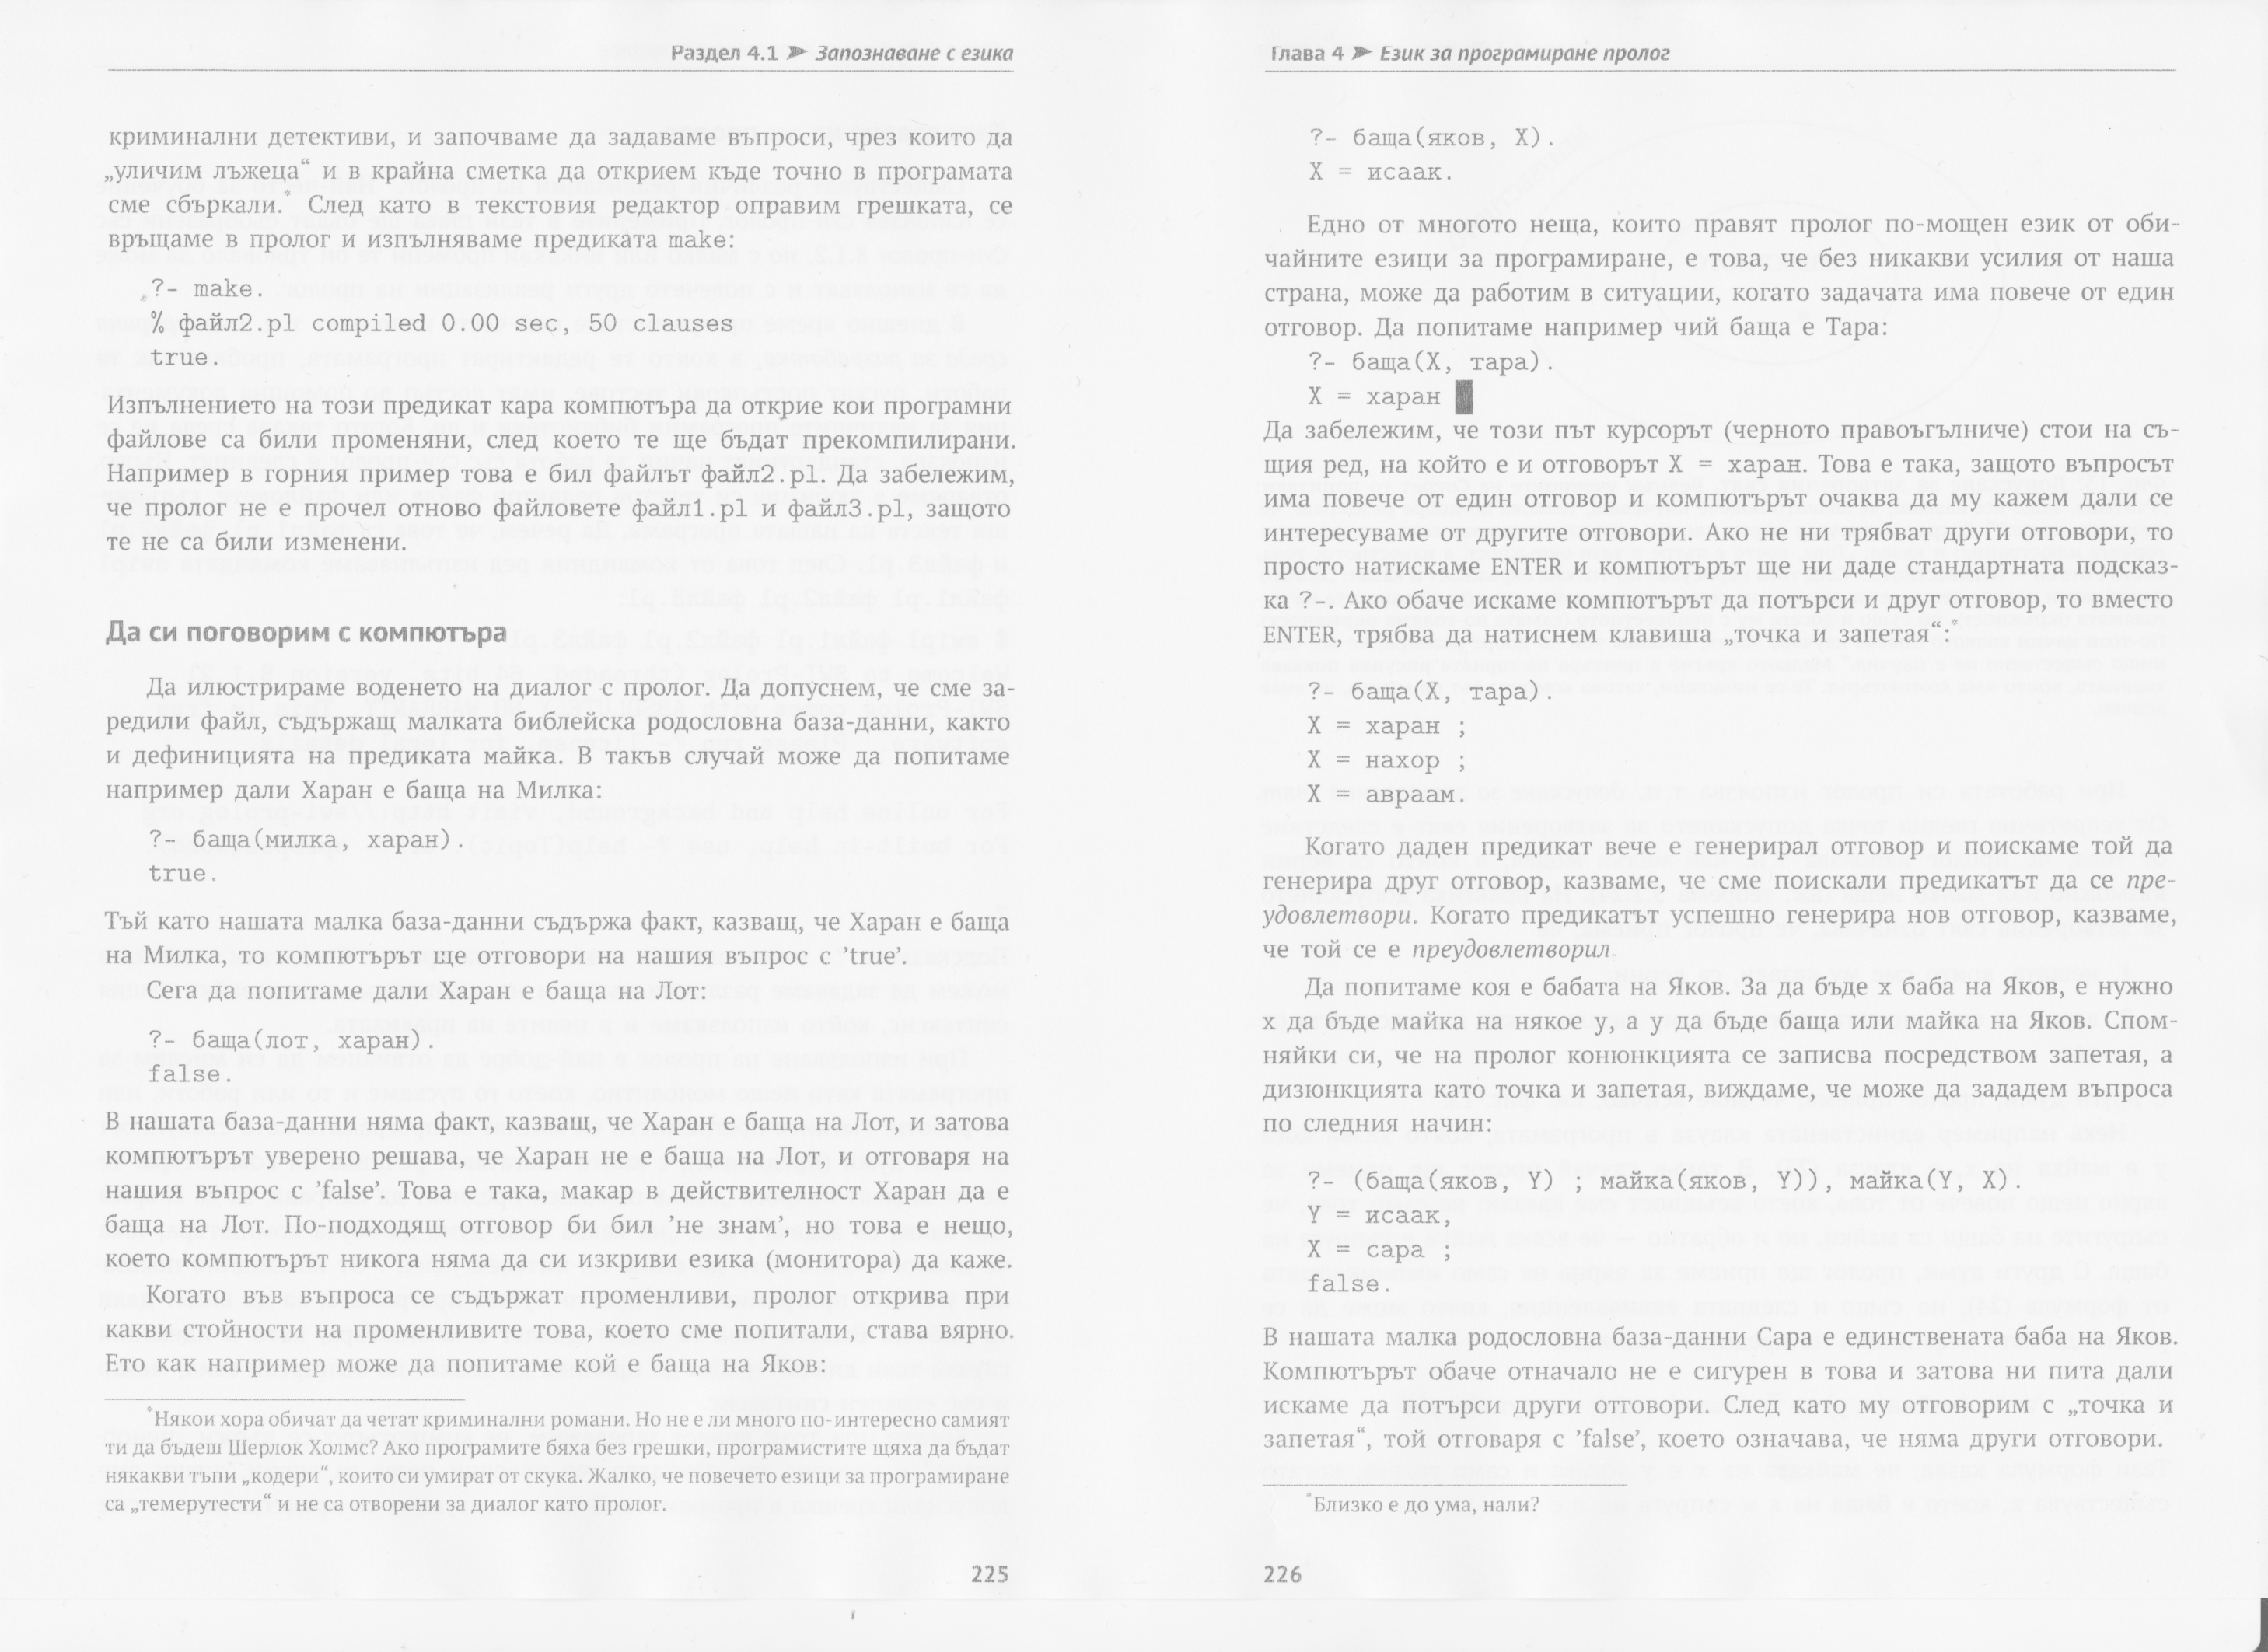 Раздел 4.1 ➤ Запознаване с езика
криминални детективи, и започваме да задаваме въпроси, чрез които да
„уличим лъжеца“ и в крайна сметка да открием къде точно в програмата
сме сбъркали.* След като в текстовия редактор оправим грешката, се
връщаме в пролог и изпълняваме предиката make:
?- make.
% файл2.pl compiled 0.00 sec, 50 clauses
true.
Изпълнението на този предикат кара компютъра да открие кои програмни
файлове са били променяни, след което те ще бъдат прекомпилирани.
Например в горния пример това е бил файлът файл2.pl. Да забележим,
че пролог не е прочел отново файловете файл1.pl и файл3.pl, защото
те не са били изменени.
Да си поговорим с компютъра
Да илюстрираме воденето на диалог с пролог. Да допуснем, че сме за-
редили файл, съдържащ малката библейска родословна база-данни, както
и дефиницията на предиката майка. В такъв случай може да попитаме
например дали Харан е баща на Милка:
?- баща(милка, харан).
true.
Тъй като нашата малка база-данни съдържа факт, казващ, че Харан е баща
на Милка, то компютърът ще отговори на нашия въпрос с ’true’.
Сега да попитаме дали Харан е баща на Лот:
?- баща(лот, харан).
false.
В нашата база-данни няма факт, казващ, че Харан е баща на Лот, и затова
компютърът уверено решава, че Харан не е баща на Лот, и отговаря на
нашия въпрос с ’false’. Това е така, макар в действителност Харан да е
баща на Лот. По-подходящ отговор би бил ’не знам’, но това е нещо,
което компютърът никога няма да си изкриви езика (монитора) да каже.
Когато във въпроса се съдържат променливи, пролог открива при
какви стойности на променливите това, което сме попитали, става вярно.
Ето как например може да попитаме кой е баща на Яков:
*Някои хора обичат да четат криминални романи. Но не е ли много по-интересно самият
ти да бъдеш Шерлок Холмс? Ако програмите бяха без грешки, програмистите щяха да бъдат
някакви тъпи „кодери“, които си умират от скука. Жалко, че повечето езици за програмиране
са „темерутести“ и не са отворени за диалог като пролог.
225
Глава 4 ➤ Език за програмиране пролог
?- баща(яков, X).
X = исаак.
Едно от многото неща, които правят пролог по-мощен език от оби-
чайните езици за програмиране, е това, че без никакви усилия от наша
страна, може да работим в ситуации, когато задачата има повече от един
отговор. Да попитаме например чий баща е Тара:
?- баща(X, тара).
X = харан █
Да забележим, че този път курсорът (черното правоъгълниче) стои на съ-
щия ред, на който е и отговорът X = харан. Това е така, защото въпросът
има повече от един отговор и компютърът очаква да му кажем дали се
интересуваме от другите отговори. Ако не ни трябват други отговори, то
просто натискаме ENTER и компютърът ще ни даде стандартната подсказ-
ка ?-. Ако обаче искаме компютърът да потърси и друг отговор, то вместо
ENTER, трябва да натиснем клавиша „точка и запетая“:*
?- баща(X, тара).
X = харан ;
X = нахор ;
X = авраам.
Когато даден предикат вече е генерирал отговор и поискаме той да
генерира друг отговор, казваме, че сме поискали предикатът да се пре-
удовлетвори. Когато предикатът успешно генерира нов отговор, казваме,
че той се е преудовлетворил.
Да попитаме коя е бабата на Яков. За да бъде x баба на Яков, е нужно
x да бъде майка на някое y, а y да бъде баща или майка на Яков. Спом-
няйки си, че на пролог конюнкцията се записва посредством запетая, а
дизюнкцията като точка и запетая, виждаме, че може да зададем въпроса
по следния начин:
?- (баща(яков, Y) ; майка(яков, Y)), майка(Y, X).
Y = исаак,
X = сара ;
false.
В нашата малка родословна база-данни Сара е единствената баба на Яков.
Компютърът обаче отначало не е сигурен в това и затова ни пита дали
искаме да потърси други отговори. След като му отговорим с „точка и
запетая“, той отговаря с ’false’, което означава, че няма други отговори.
*Близко е до ума, нали?
226